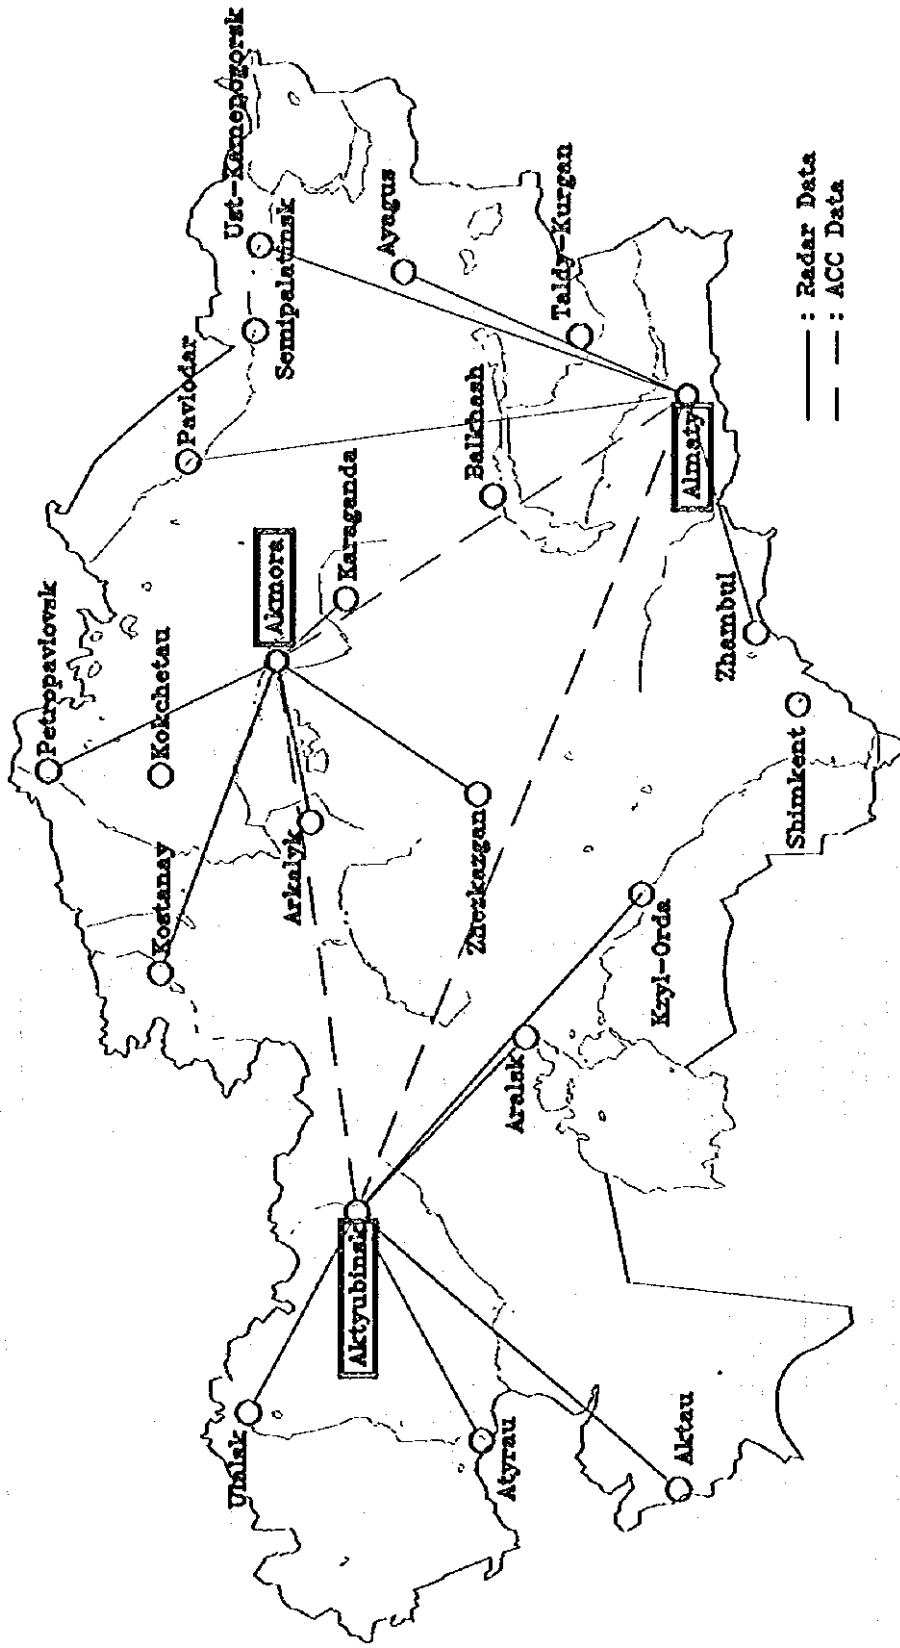 Petropavlovsk
Kokchetau
Kostanay
Pavlodar
Akmora
Karaganda
Arkalyk
Ust-Kamenogorsk
Semipalatinsk
Ayagus
Uralsk
Aktyubinsk
Zhezkazgan
Balkhash
Taldy-Kurgan
Atyrau
Aralsk
Kzyl-Orda
Almaty
Aktau
Zhambul
Shimkent
: Radar Data
: ACC Data